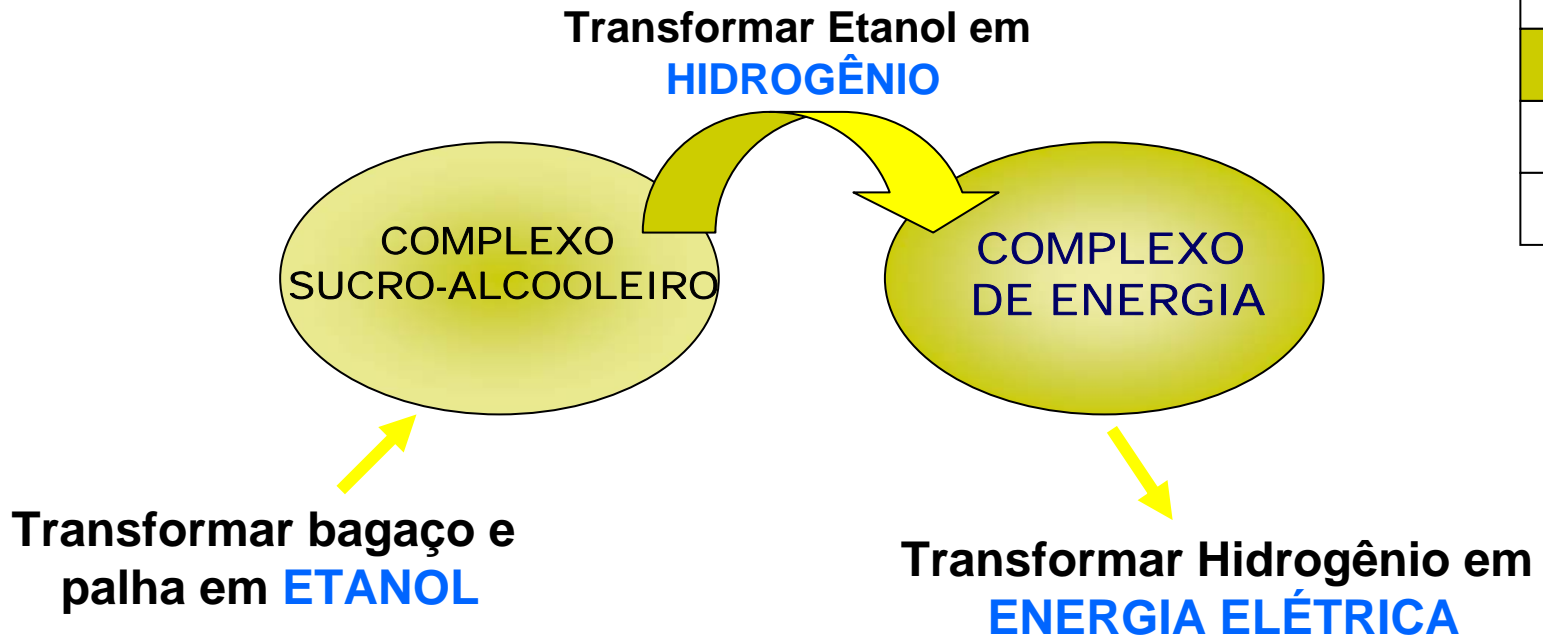 Transformar Etanol em
HIDROGÊNIO
COMPLEXO
SUCRO-ALCOOLEIRO
COMPLEXO
DE ENERGIA
Transformar bagaço e
palha em ETANOL
Transformar Hidrogênio em
ENERGIA ELÉTRICA